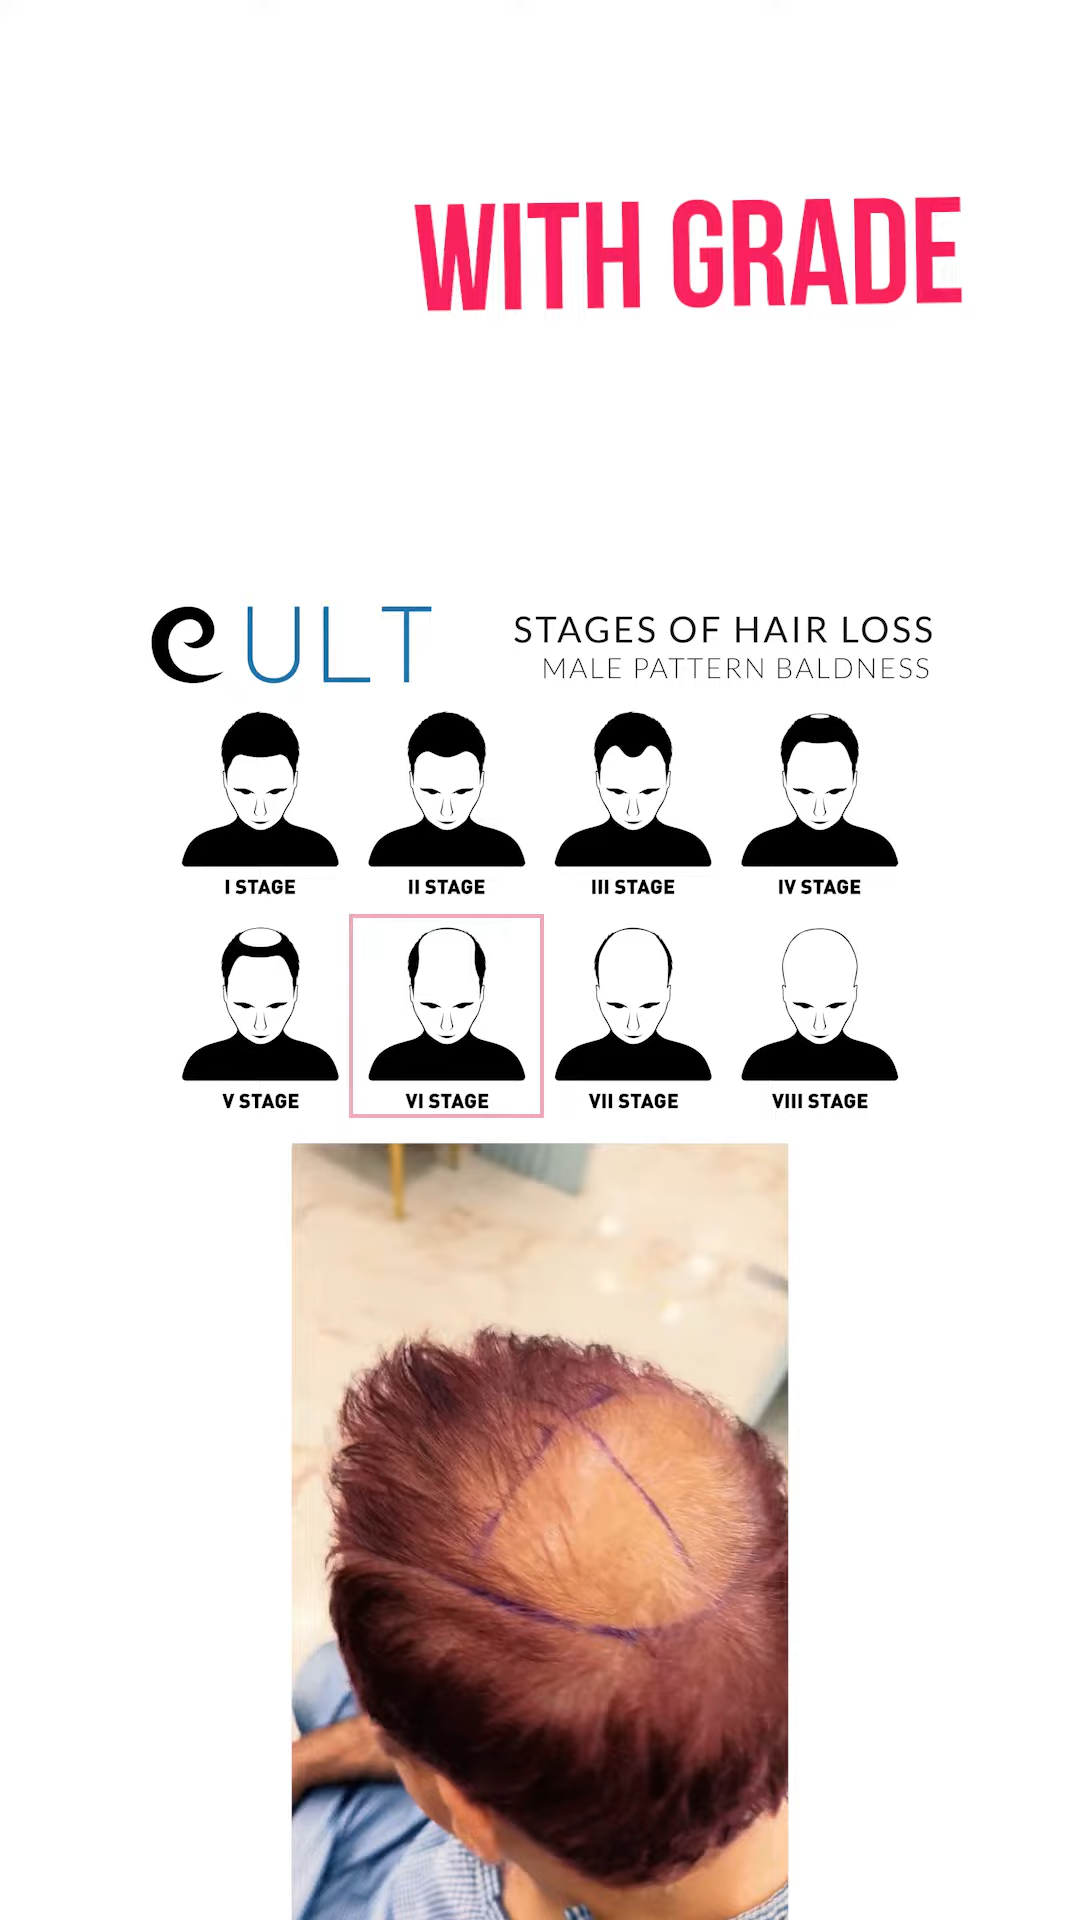 WITH GRADE
eULT
STAGES OF HAIR LOSS
MALE PATTERN BALDNESS
I STAGE
II STAGE
III STAGE
IV STAGE
V STAGE
VI STAGE
VII STAGE
VIII STAGE